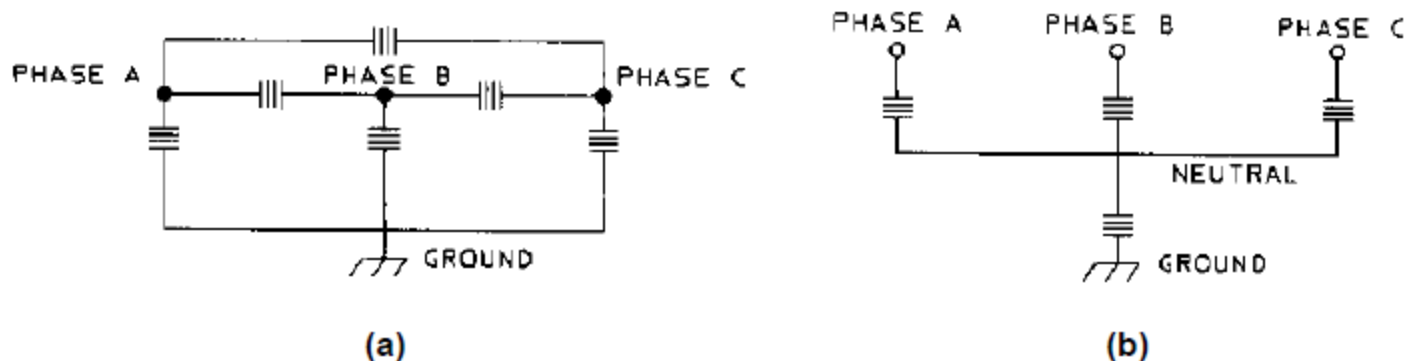 PHASE A
PHASE B
PHASE C
GROUND
(a)
PHASE A
PHASE B
PHASE C
NEUTRAL
GROUND
(b)